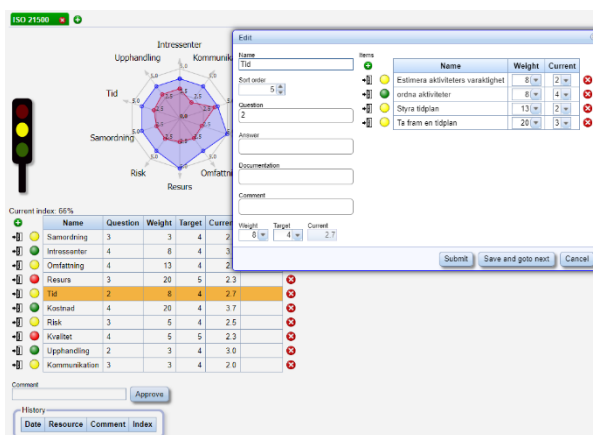 ISO 21500
Intressenter
Upphandling
Tid
Samordning
Risk
Resurs
5.0
2.5
0.0
Current index: 66%
Name Question Weight Target
Samordning 3 3 4
Intressenter 4 8 4
Omfattning 4 13 4
Resurs 3 20 5 2.3
Tid 2 8 4 2.7
Kostnad 4 20 4 3.7
Risk 3 5 4 2.5
Kvalitet 4 5 5 2.3
Upphandling 2 3 4 3.0
Kommunikation 3 3 4 2.0
Comment
Approve
History
Date Resource Comment Index
Edit
Name
Tid
Sort order
5
Question
2
Answer
Documentation
Comment
Weight Target Current
8 4 2.7
Items
Name Weight Current
Estimera aktiviteters varaktighet 8 2
ordna aktiviteter 8 4
Styra tidplan 13 2
Ta fram en tidplan 20 3
Submit Save and goto next Cancel